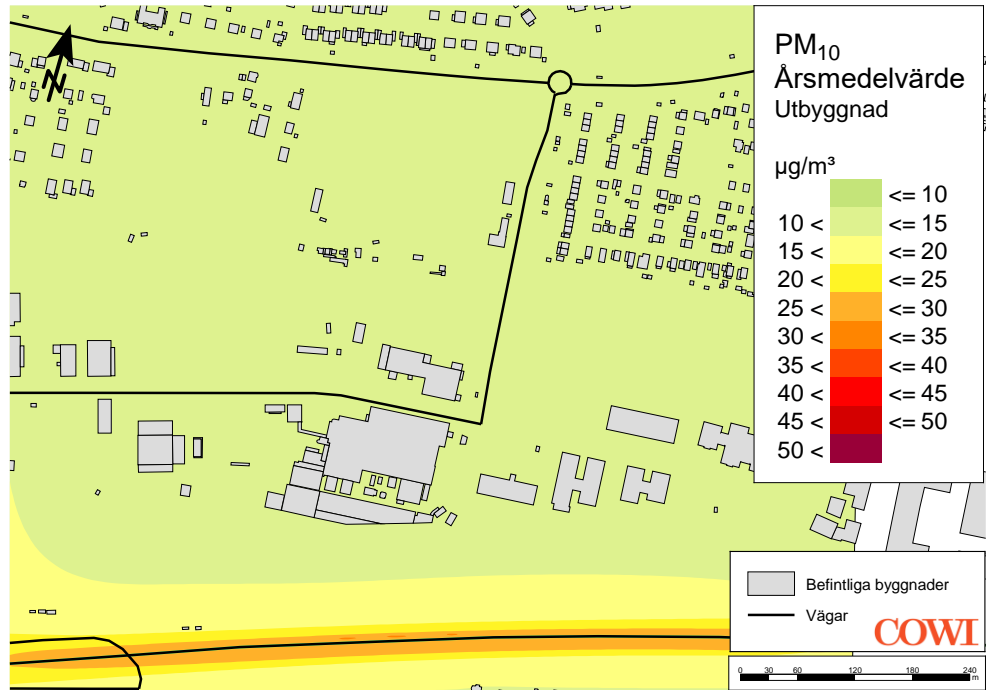 N
PM₁₀
Årsmedelvärde
Utbyggnad
µg/m³
<= 10
10 < <= 15
15 < <= 20
20 < <= 25
25 < <= 30
30 < <= 35
35 < <= 40
40 < <= 45
45 < <= 50
50 <
Befintliga byggnader
Vägar
COWI
0 30 60 120 180 240
m